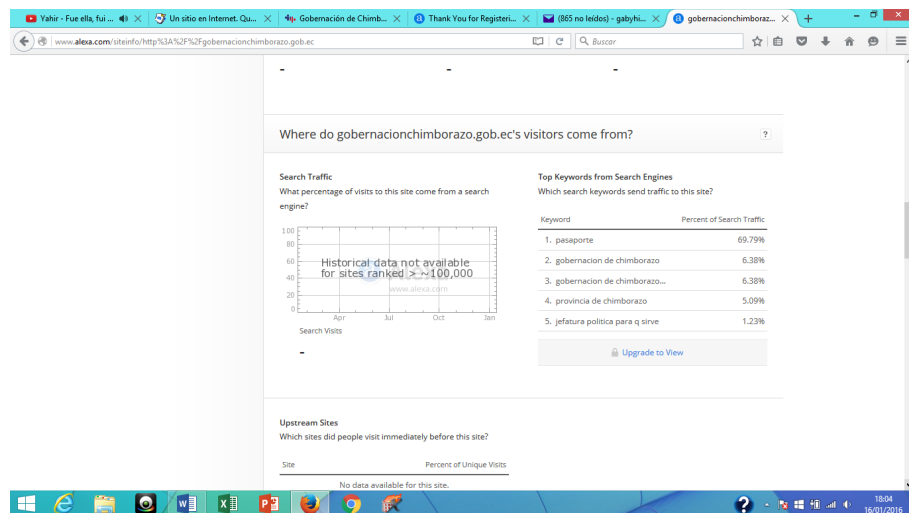 Yahir - Fue ella, fui ...
Un sitio en Internet. Qu...
Gobernación de Chimb...
Thank You for Registeri...
(865 no leídos) - gabyhi...
gobernacionchimboraz...
www.alexa.com/siteinfo/http%3A%2F%2Fgobernacionchimborazo.gob.ec
Buscar
- - -
Where do gobernacionchimborazo.gob.ec's visitors come from?
?
Search Traffic
What percentage of visits to this site come from a search
engine?
100
80
60
40
20
0
Historical data not available
for sites ranked > ~100,000
www.alexa.com
Apr Jul Oct Jan
Search Visits
-
Top Keywords from Search Engines
Which search keywords send traffic to this site?
Keyword Percent of Search Traffic
1. pasaporte 69.79%
2. gobernacion de chimborazo 6.38%
3. gobernacion de chimborazo... 6.38%
4. provincia de chimborazo 5.09%
5. jefatura politica para q sirve 1.23%
Upgrade to View
Upstream Sites
Which sites did people visit immediately before this site?
Site Percent of Unique Visits
No data available for this site.
18:04
16/01/2016